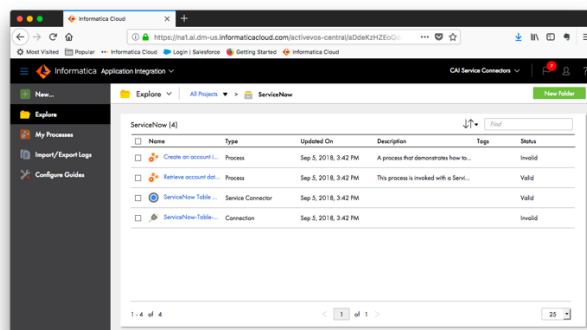 Informatica Cloud
https://na1.ai.dm-us.informaticacloud.com/activevos-central/
Most Visited Popular Informatica Cloud Login | Salesforce Getting Started Informatica Cloud
Informatica Application Integration
CAI Service Connectors
New...
Explore
My Processes
Import/Export Logs
Configure Guides
Explore All Projects > ServiceNow
New Folder
ServiceNow (4)
Find
Name Type Updated On Description Tags Status
Create an account i... Process Sep 5, 2018, 3:42 PM A process that demonstrates how to... Invalid
Retrieve account dat... Process Sep 5, 2018, 3:42 PM This process is invoked with a Servi... Valid
ServiceNow Table ... Service Connector Sep 5, 2018, 3:42 PM Valid
ServiceNow-Table-... Connection Sep 5, 2018, 3:42 PM Invalid
1 - 4 of 4
< 1 of 1 >
25